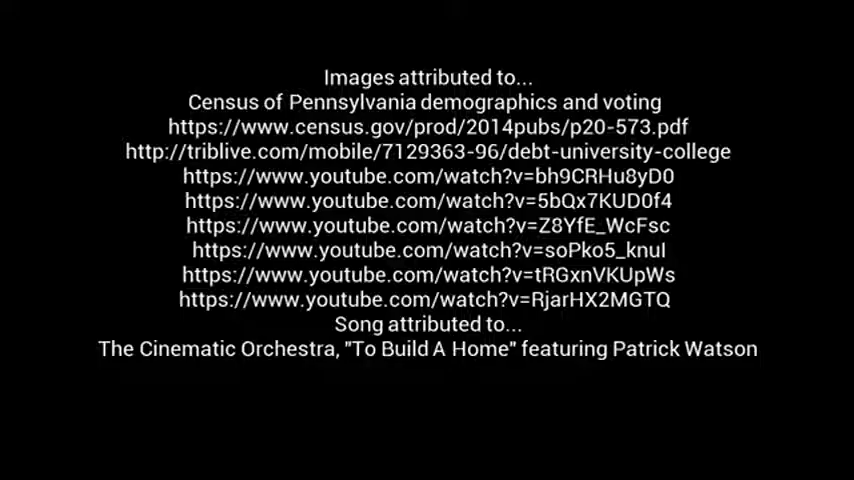 Images attributed to...
Census of Pennsylvania demographics and voting
https://www.census.gov/prod/2014pubs/p20-573.pdf
http://triblive.com/mobile/7129363-96/debt-university-college
https://www.youtube.com/watch?v=bh9CRHu8yD0
https://www.youtube.com/watch?v=5bQx7KUD0f4
https://www.youtube.com/watch?v=Z8YfE_WcFsc
https://www.youtube.com/watch?v=soPko5_knuI
https://www.youtube.com/watch?v=tRGxnVKUpWs
https://www.youtube.com/watch?v=RjarHX2MGTQ
Song attributed to...
The Cinematic Orchestra, "To Build A Home" featuring Patrick Watson